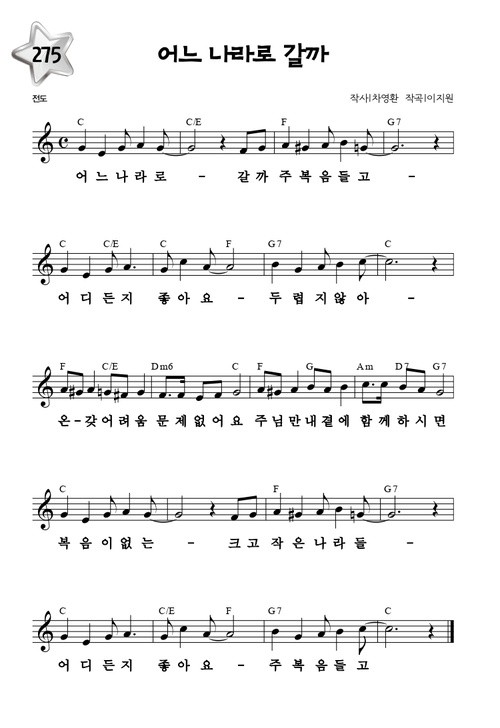 275
어느 나라로 갈까
전도
작사|차영환 작곡|이지원
C C/E F G7
어느나라로 - 갈까주복음들고 -
C C/E C F G7 C
어디든지 좋아요 - 두렵지않아 -
F C/E Dm6 C F G Am D7 G7
온-갖어려움문제없어요 주님만내곁에 함께하시면
C F G7
복음이없는 - 크고작은나라들 -
C C/E F G7 C
어디든지 좋아요 - 주복음들고